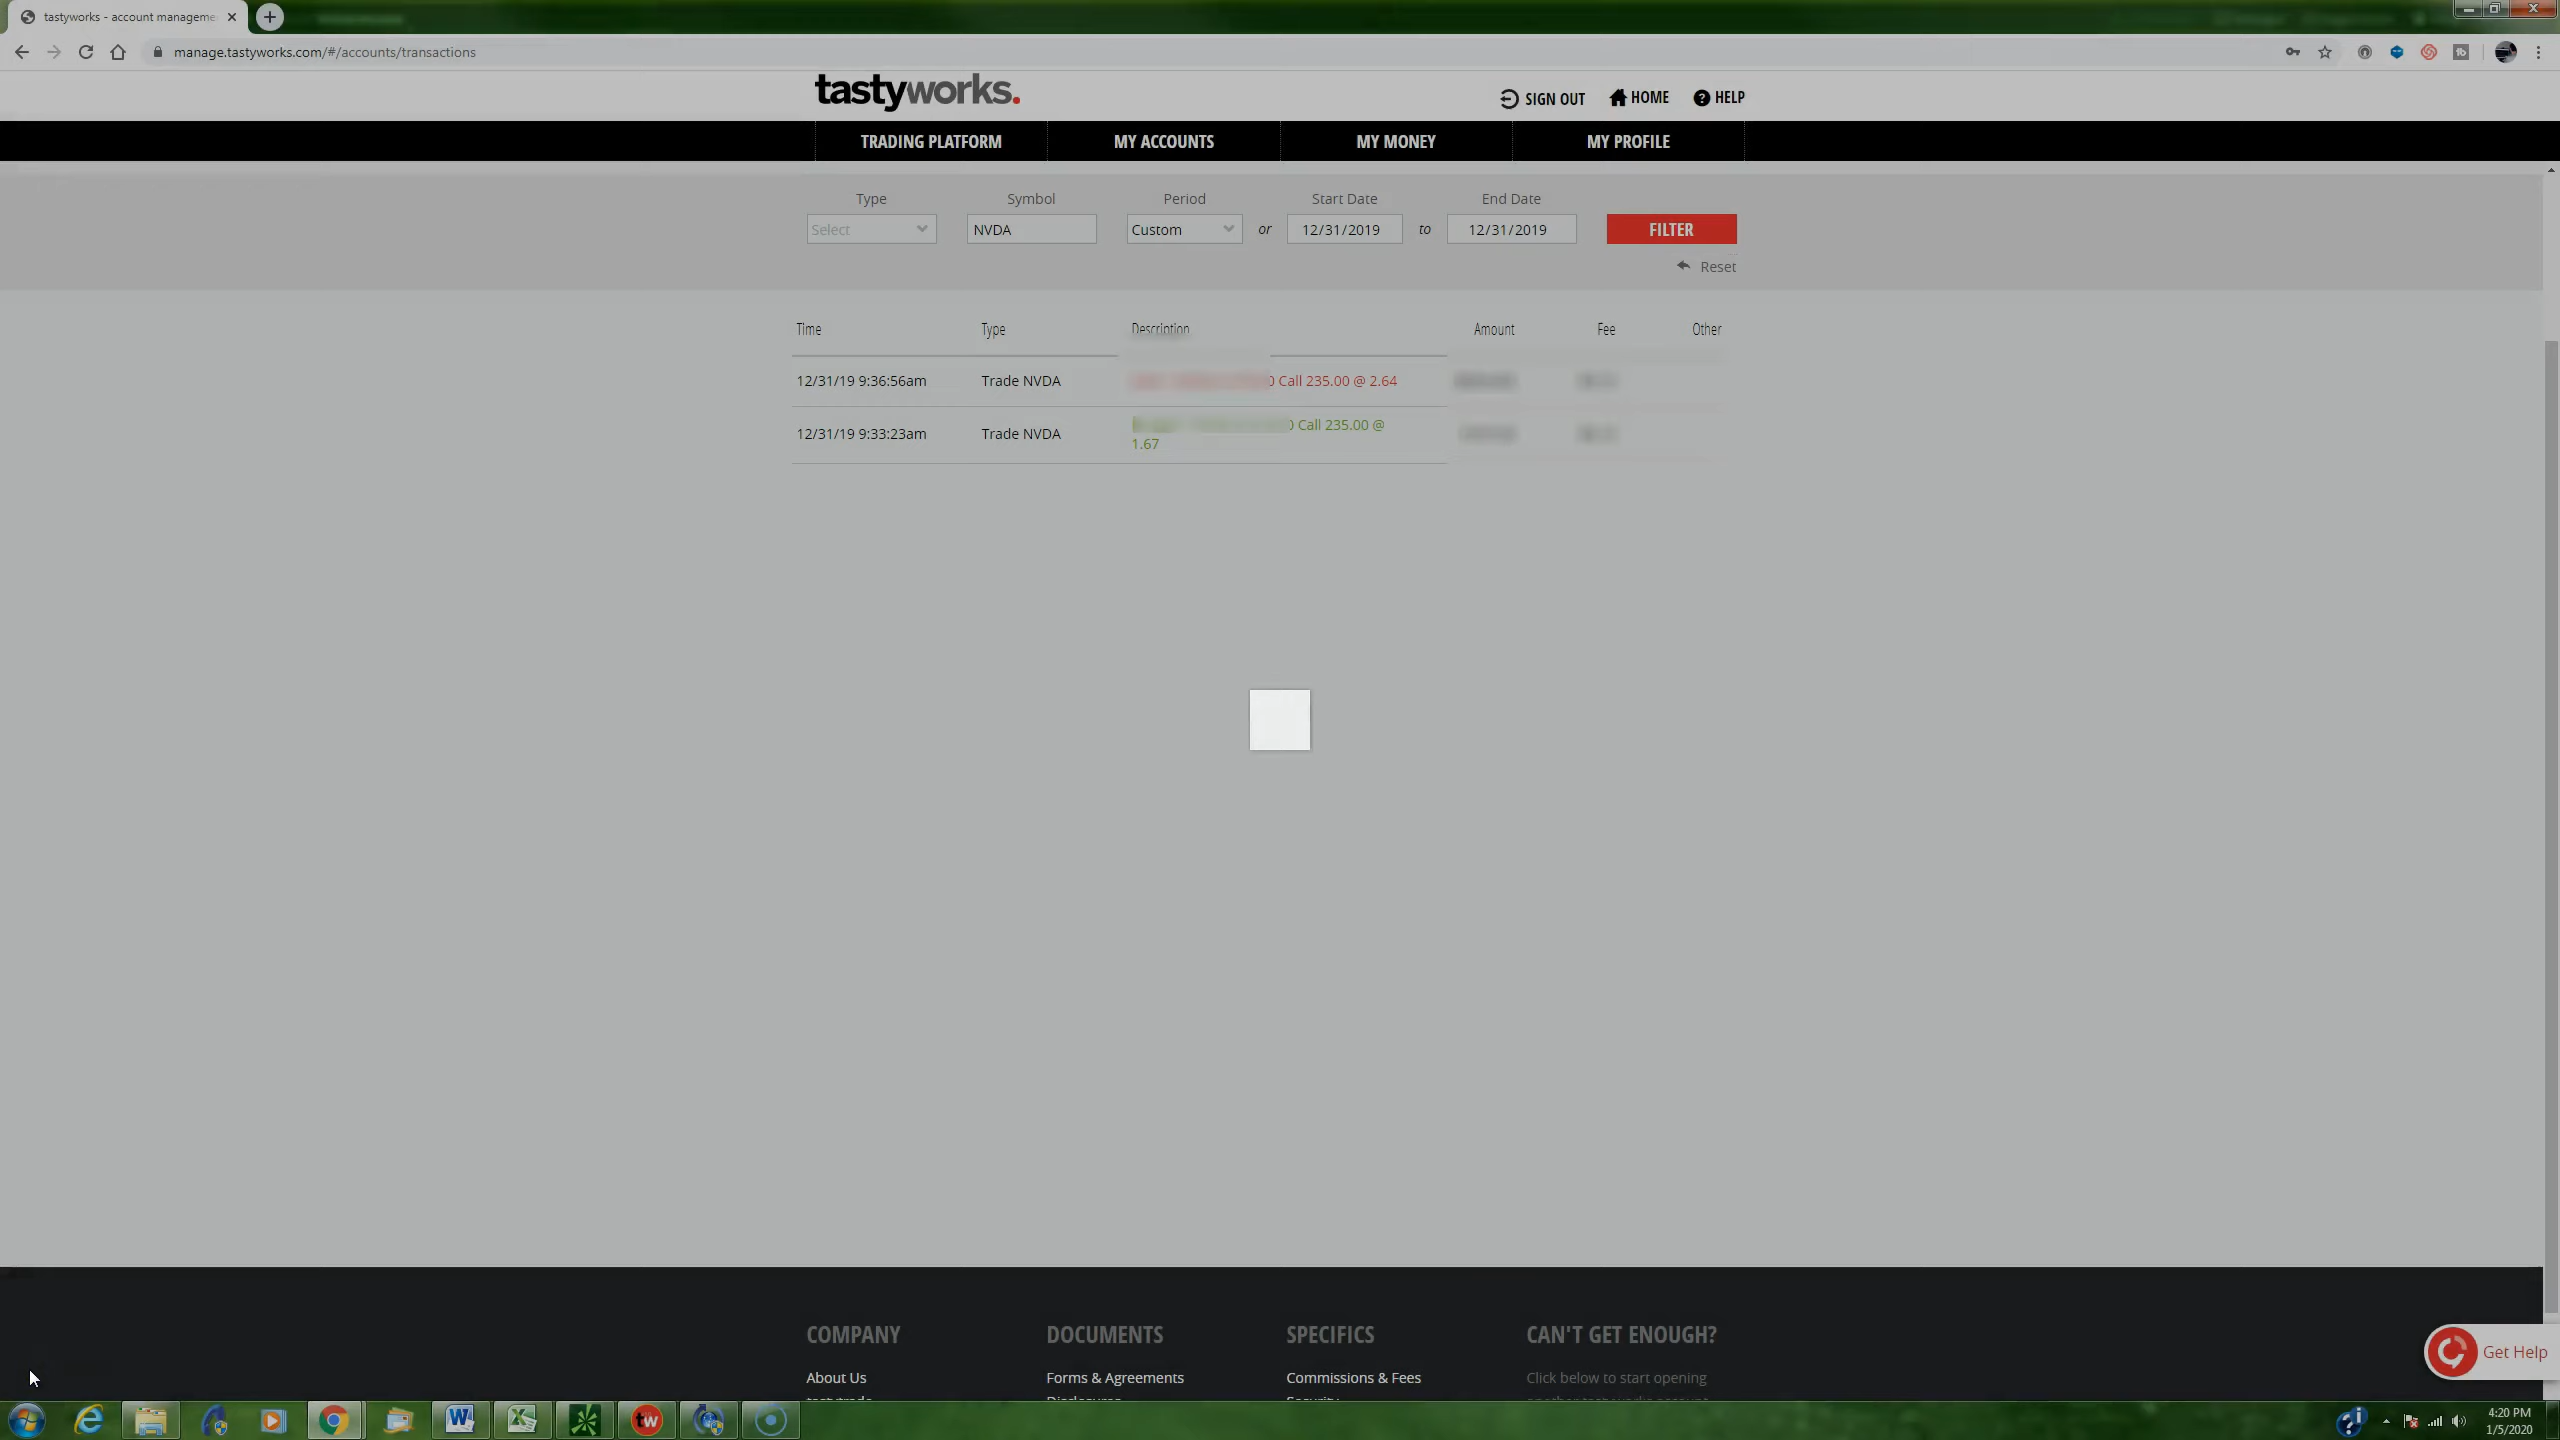 tastyworks - account manageme
manage.tastyworks.com/#/accounts/transactions
tastyworks.
SIGN OUT HOME HELP
TRADING PLATFORM MY ACCOUNTS MY MONEY MY PROFILE
Type Symbol Period Start Date End Date
Select NVDA Custom or 12/31/2019 to 12/31/2019 FILTER
Reset
Time Type Description Amount Fee Other
12/31/19 9:36:56am Trade NVDA 0 Call 235.00 @ 2.64
12/31/19 9:33:23am Trade NVDA 0 Call 235.00 @
1.67
COMPANY DOCUMENTS SPECIFICS CAN'T GET ENOUGH?
Get Help
About Us Forms & Agreements Commissions & Fees Click below to start opening
tw
4:20 PM
1/5/2020